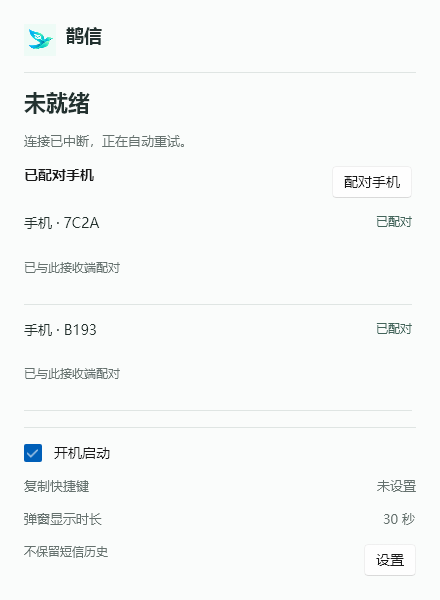 鹊信
未就绪
连接已中断，正在自动重试。
已配对手机
配对手机
手机 · 7C2A
已配对
已与此接收端配对
手机 · B193
已配对
已与此接收端配对
开机启动
复制快捷键
未设置
弹窗显示时长
30 秒
不保留短信历史
设置